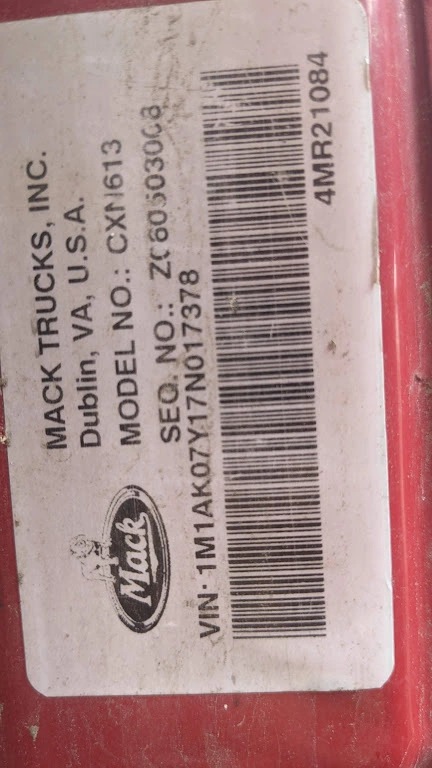 MACK TRUCKS, INC.
Dublin, VA, U.S.A.
MODEL NO.: CXN613
SEQ. NO.:
Mack
VIN: 1M1AK07Y17N017378
4MR21084